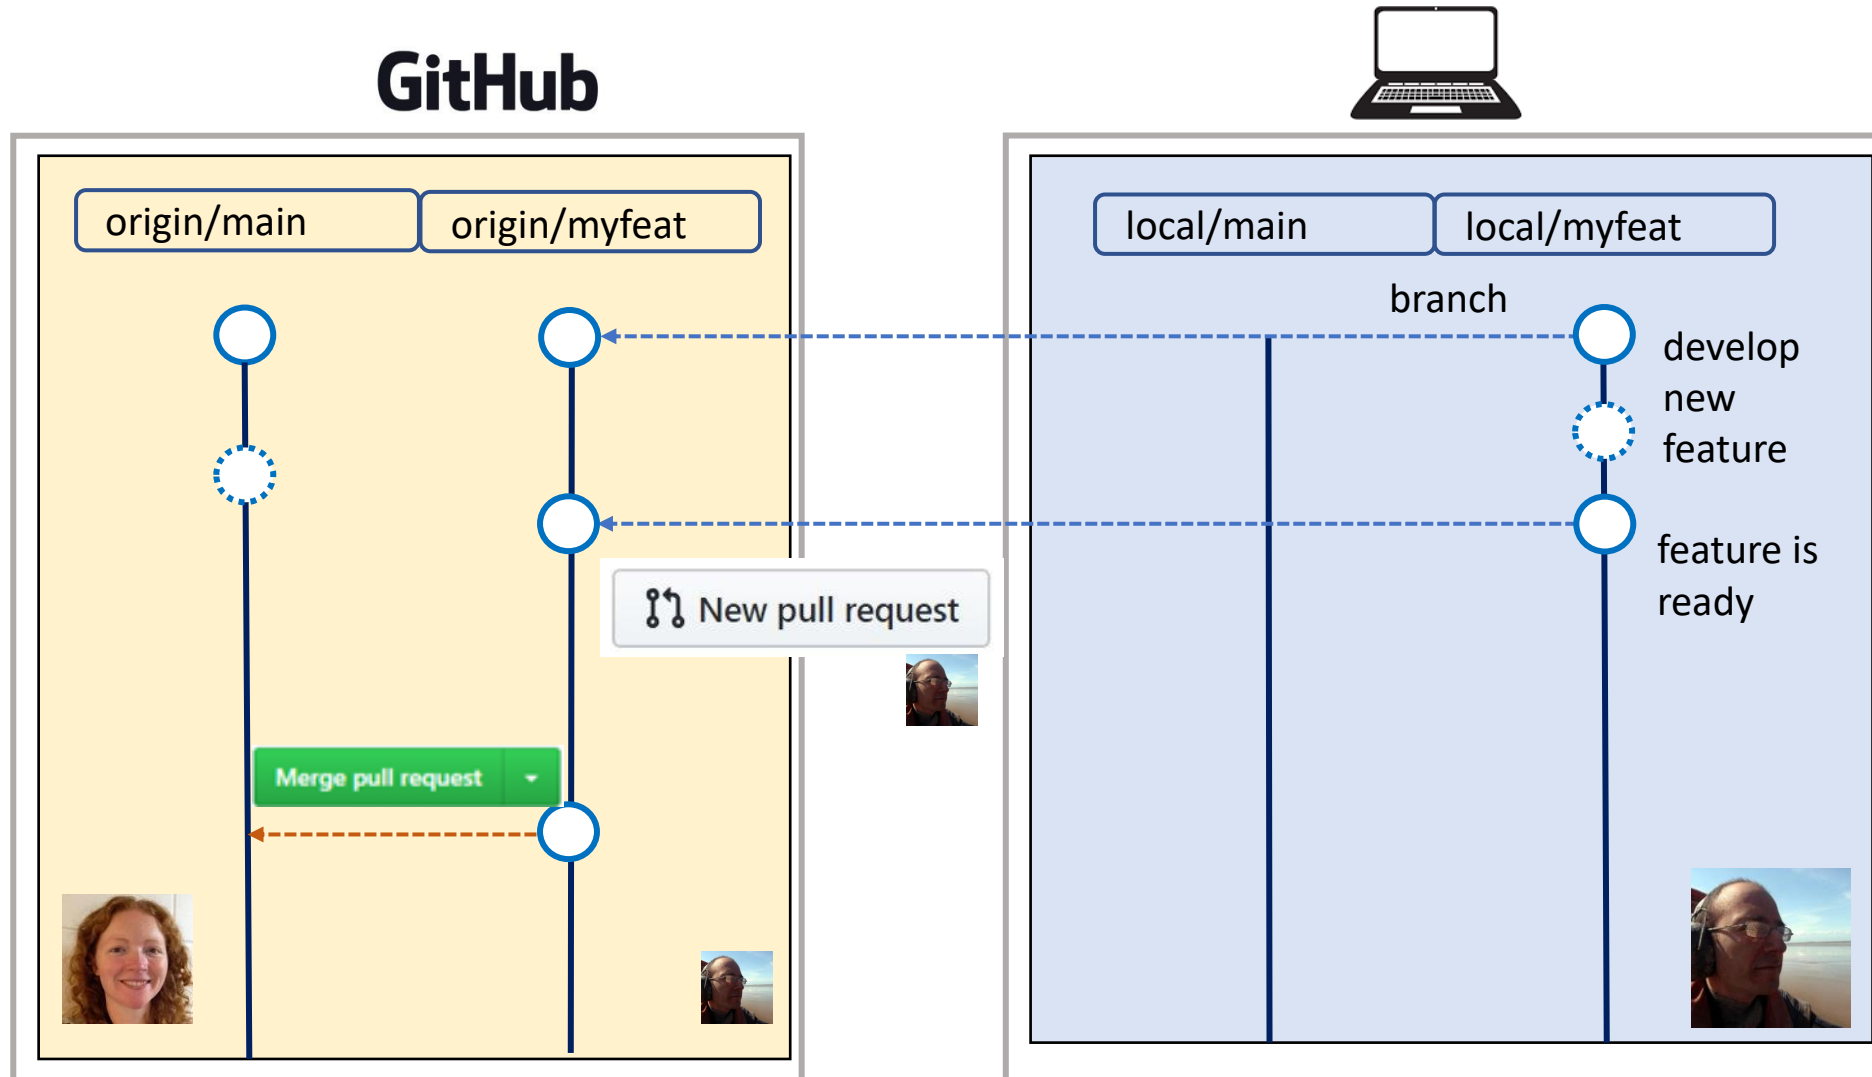 GitHub
origin/main
origin/myfeat
local/main
local/myfeat
branch
develop
new
feature
feature is
ready
New pull request
Merge pull request